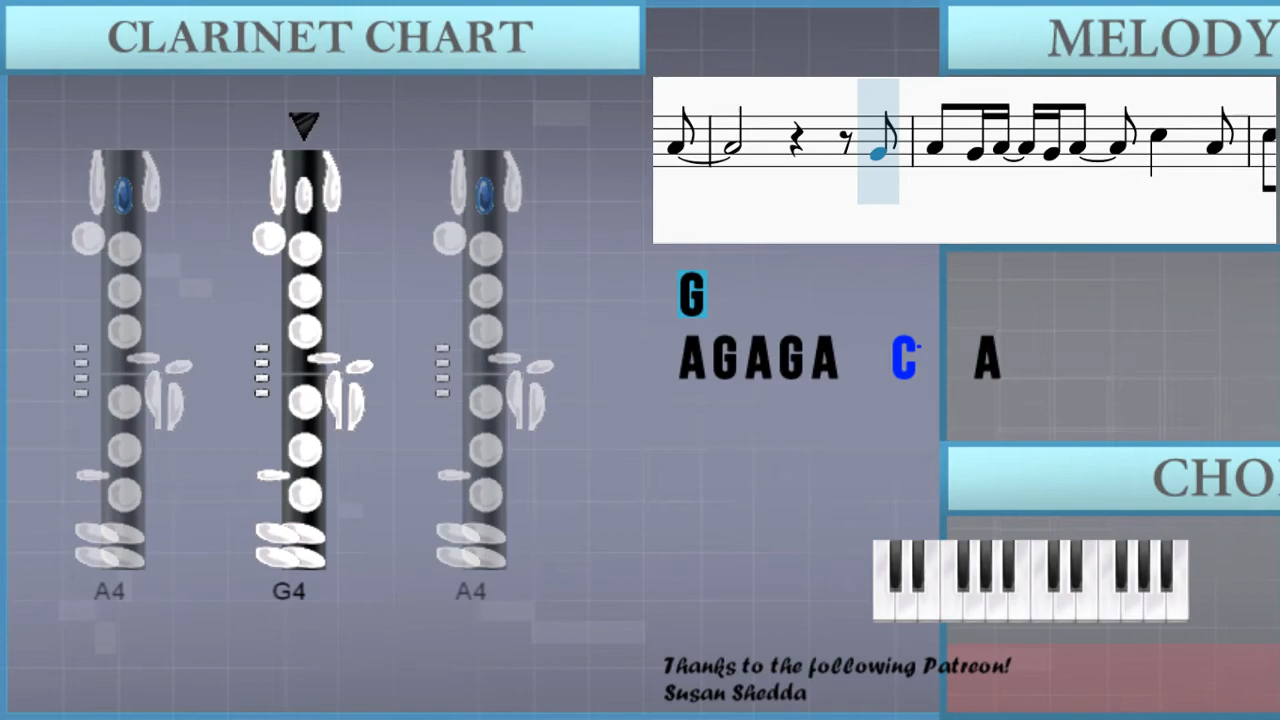 CLARINET CHART
MELODY
G
AGAGA C· A
CHO
A4 G4 A4
Thanks to the following Patreon!
Susan Shedda